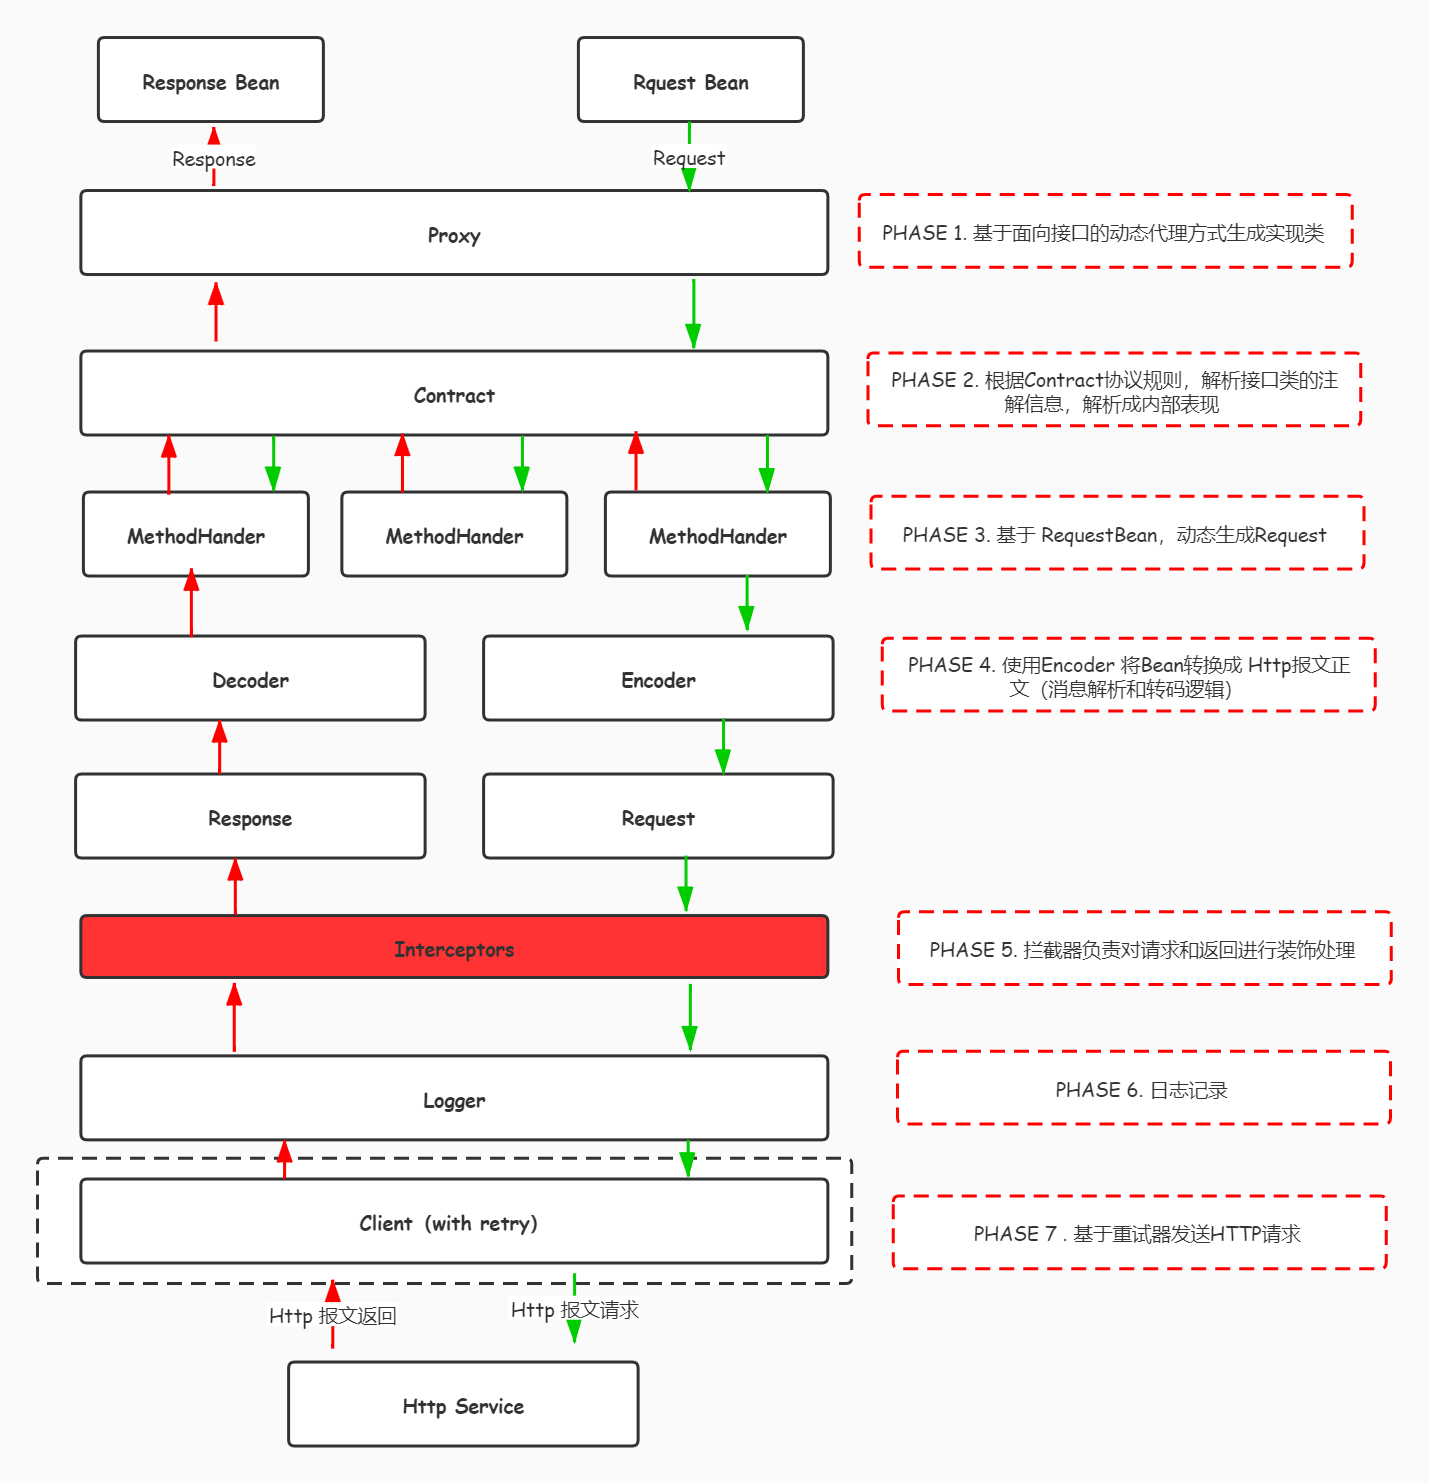 Response Bean
Rquest Bean
Response
Request
Proxy
PHASE 1. 基于面向接口的动态代理方式生成实现类
Contract
PHASE 2. 根据Contract协议规则，解析接口类的注
解信息，解析成内部表现
MethodHander
MethodHander
MethodHander
PHASE 3. 基于 RequestBean，动态生成Request
Decoder
Encoder
PHASE 4. 使用Encoder 将Bean转换成 Http报文正
文（消息解析和转码逻辑）
Response
Request
Interceptors
PHASE 5. 拦截器负责对请求和返回进行装饰处理
Logger
PHASE 6. 日志记录
Client (with retry)
PHASE 7 . 基于重试器发送HTTP请求
Http 报文返回
Http 报文请求
Http Service